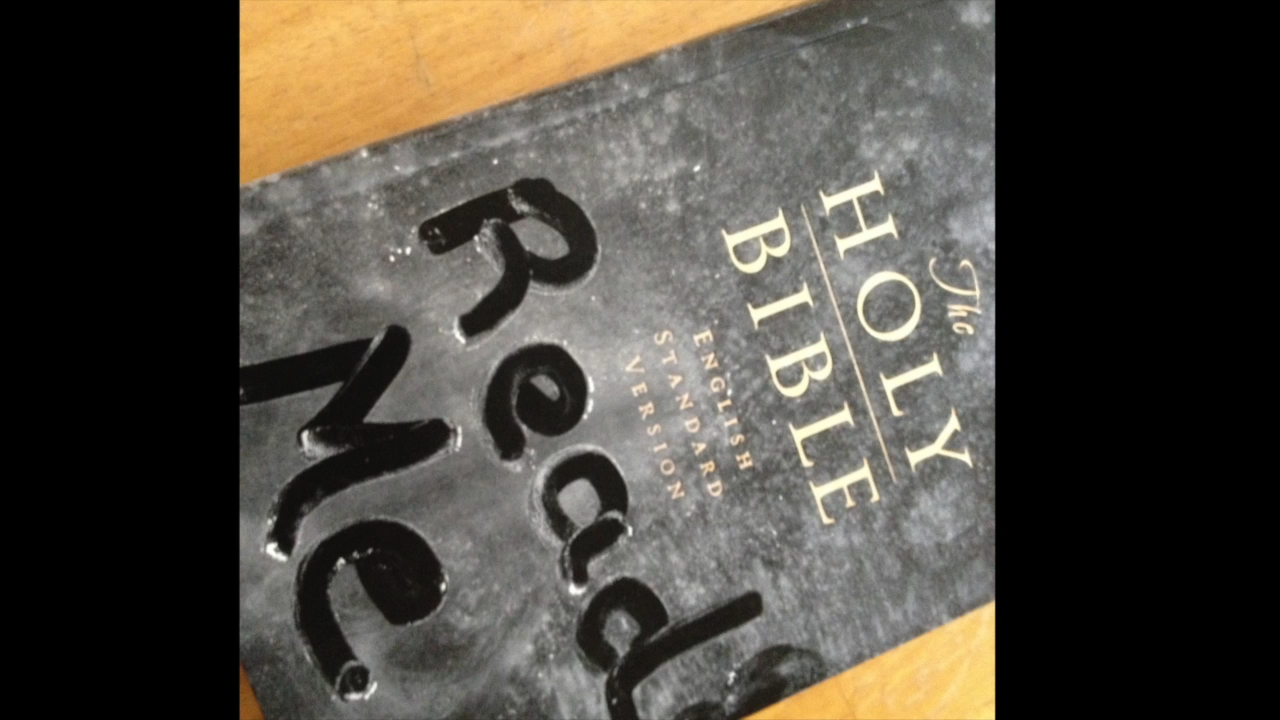 The
HOLY
BIBLE
ENGLISH
STANDARD
VERSION
Read
Me